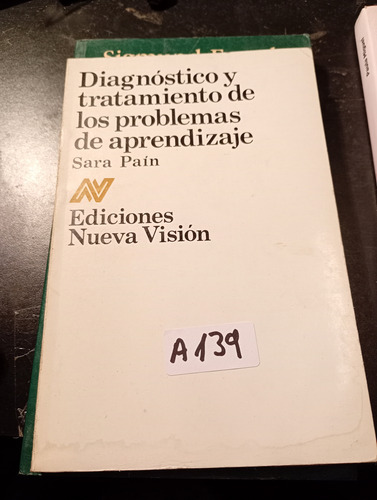 Diagnóstico y
tratamiento de
los problemas
de aprendizaje
Sara Paín
Ediciones
Nueva Visión
A139